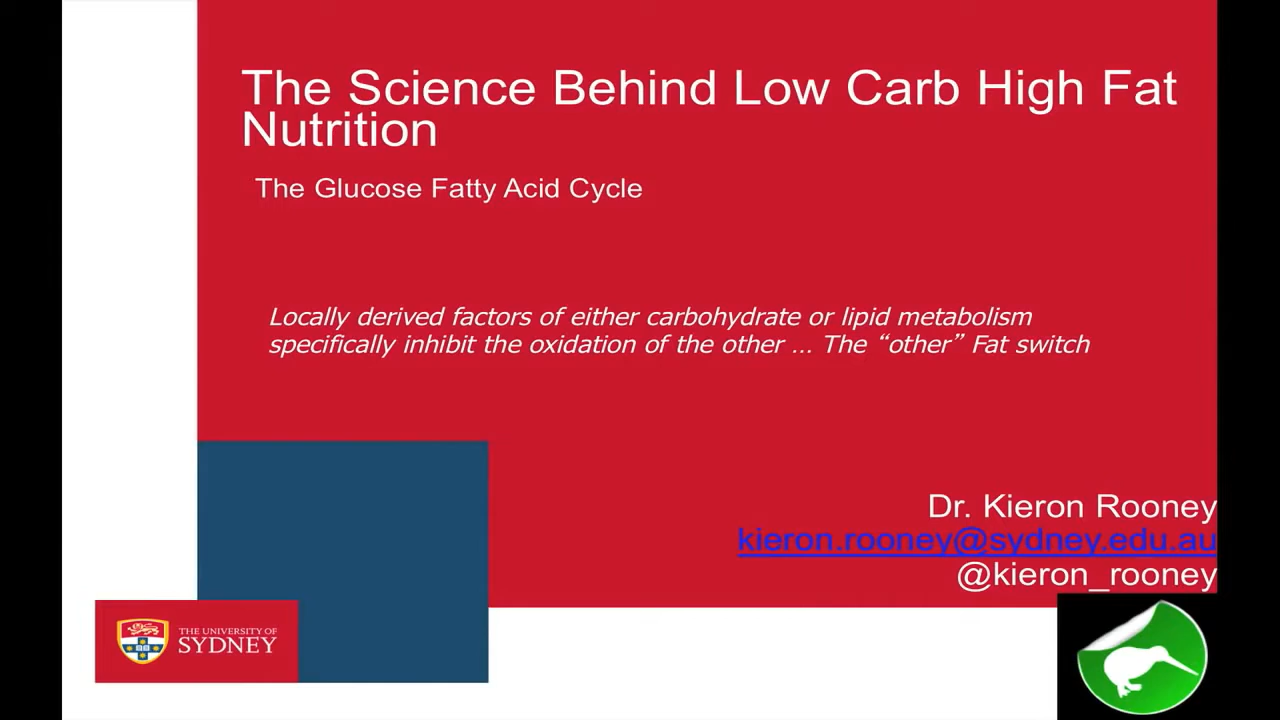 The Science Behind Low Carb High Fat
Nutrition
The Glucose Fatty Acid Cycle
Locally derived factors of either carbohydrate or lipid metabolism
specifically inhibit the oxidation of the other ... The “other” Fat switch
Dr. Kieron Rooney
kieron.rooney@sydney.edu.au
@kieron_rooney
THE UNIVERSITY OF
SYDNEY